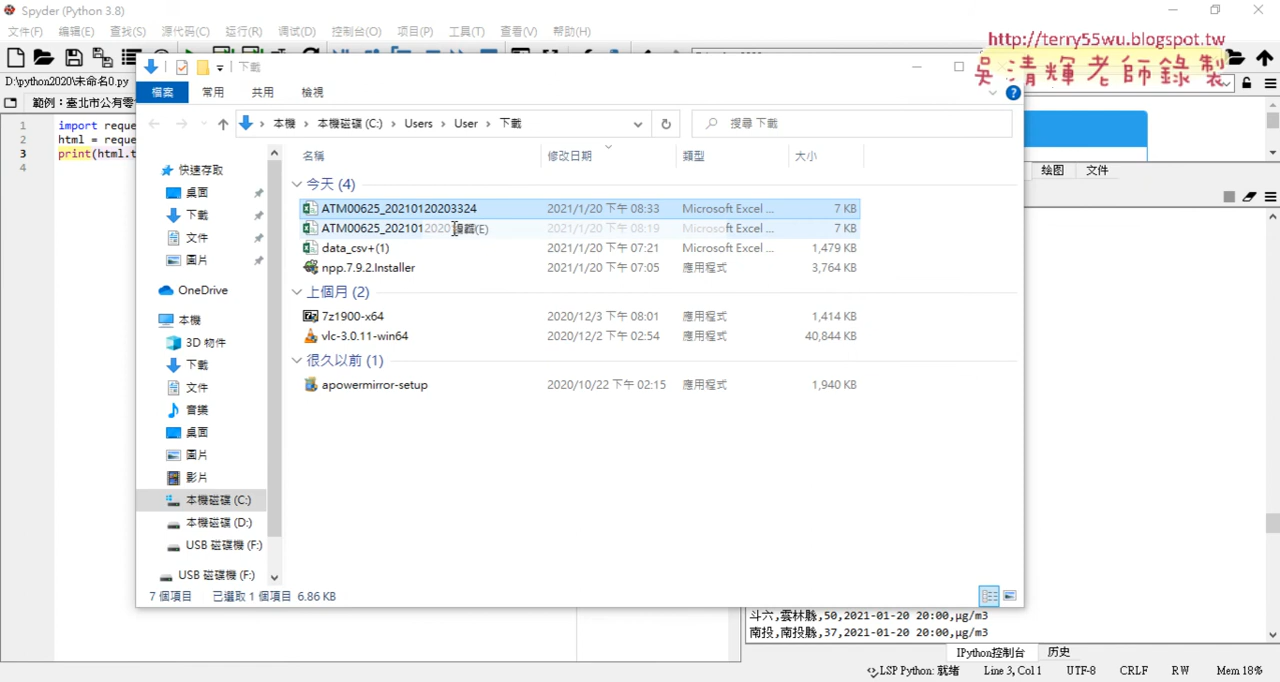 Spyder (Python 3.8)
文件(F) 编辑(E) 查找(S) 源代码(C) 运行(R) 调试(D) 控制台(O) 项目(P) 工具(T) 查看(V) 帮助(H)
http://terry55wu.blogspot.tw
吳清輝老師錄製
D:\python2020\未命名0.py
範例：臺北市公有零
1 import reque
2 html = reque
3 print(html.t
4
下載
檔案 常用 共用 檢視
本機 > 本機磁碟 (C:) > Users > User > 下載
搜尋 下載
名稱 修改日期 類型 大小
快速存取
桌面
下載
文件
圖片
OneDrive
本機
3D 物件
下載
文件
音樂
桌面
圖片
影片
本機磁碟 (C:)
本機磁碟 (D:)
USB 磁碟機 (F:)
USB 磁碟機 (F:)
今天 (4)
ATM00625_20210120203324 2021/1/20 下午 08:33 Microsoft Excel ... 7 KB
ATM00625_2021012020 (E) 2021/1/20 下午 08:19 Microsoft Excel ... 7 KB
data_csv+(1) 2021/1/20 下午 07:21 Microsoft Excel ... 1,479 KB
npp.7.9.2.Installer 2021/1/20 下午 07:05 應用程式 3,764 KB
上個月 (2)
7z1900-x64 2020/12/3 下午 08:01 應用程式 1,414 KB
vlc-3.0.11-win64 2020/12/2 下午 02:54 應用程式 40,844 KB
很久以前 (1)
apowermirror-setup 2020/10/22 下午 02:15 應用程式 1,940 KB
7 個項目 已選取 1 個項目 6.86 KB
绘图 文件
斗六,雲林縣,50,2021-01-20 20:00,μg/m3
南投,南投縣,37,2021-01-20 20:00,μg/m3
IPython控制台 历史
LSP Python: 就绪 Line 3, Col 1 UTF-8 CRLF RW Mem 18%